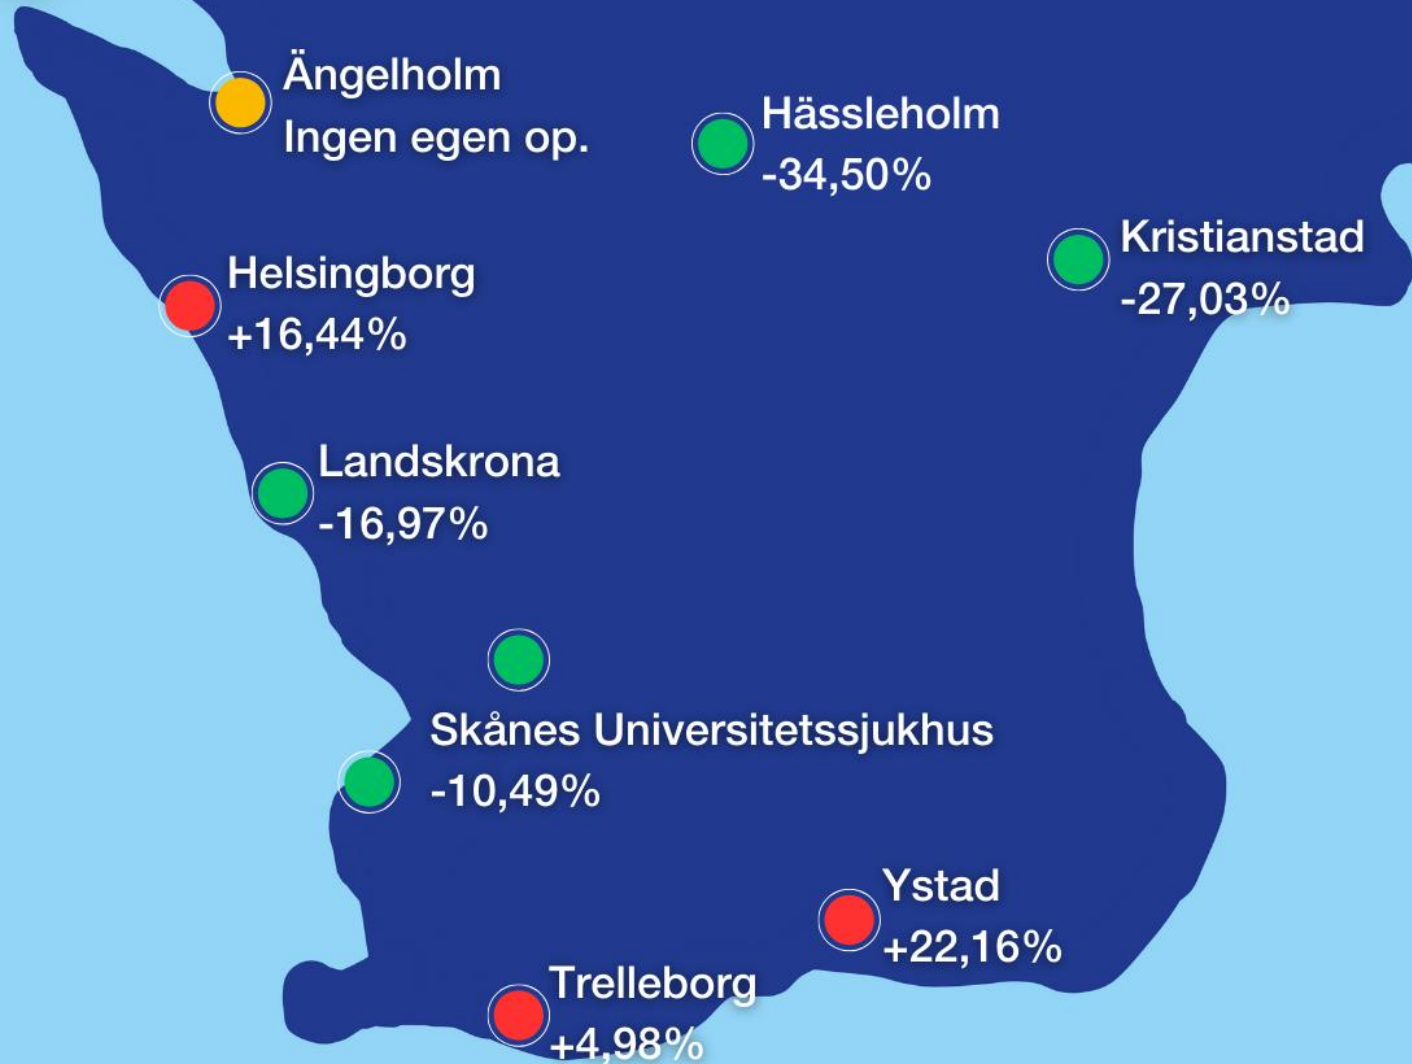 Ängelholm
Ingen egen op.
Hässleholm
-34,50%
Kristianstad
-27,03%
Helsingborg
+16,44%
Landskrona
-16,97%
Skånes Universitetssjukhus
-10,49%
Ystad
+22,16%
Trelleborg
+4,98%